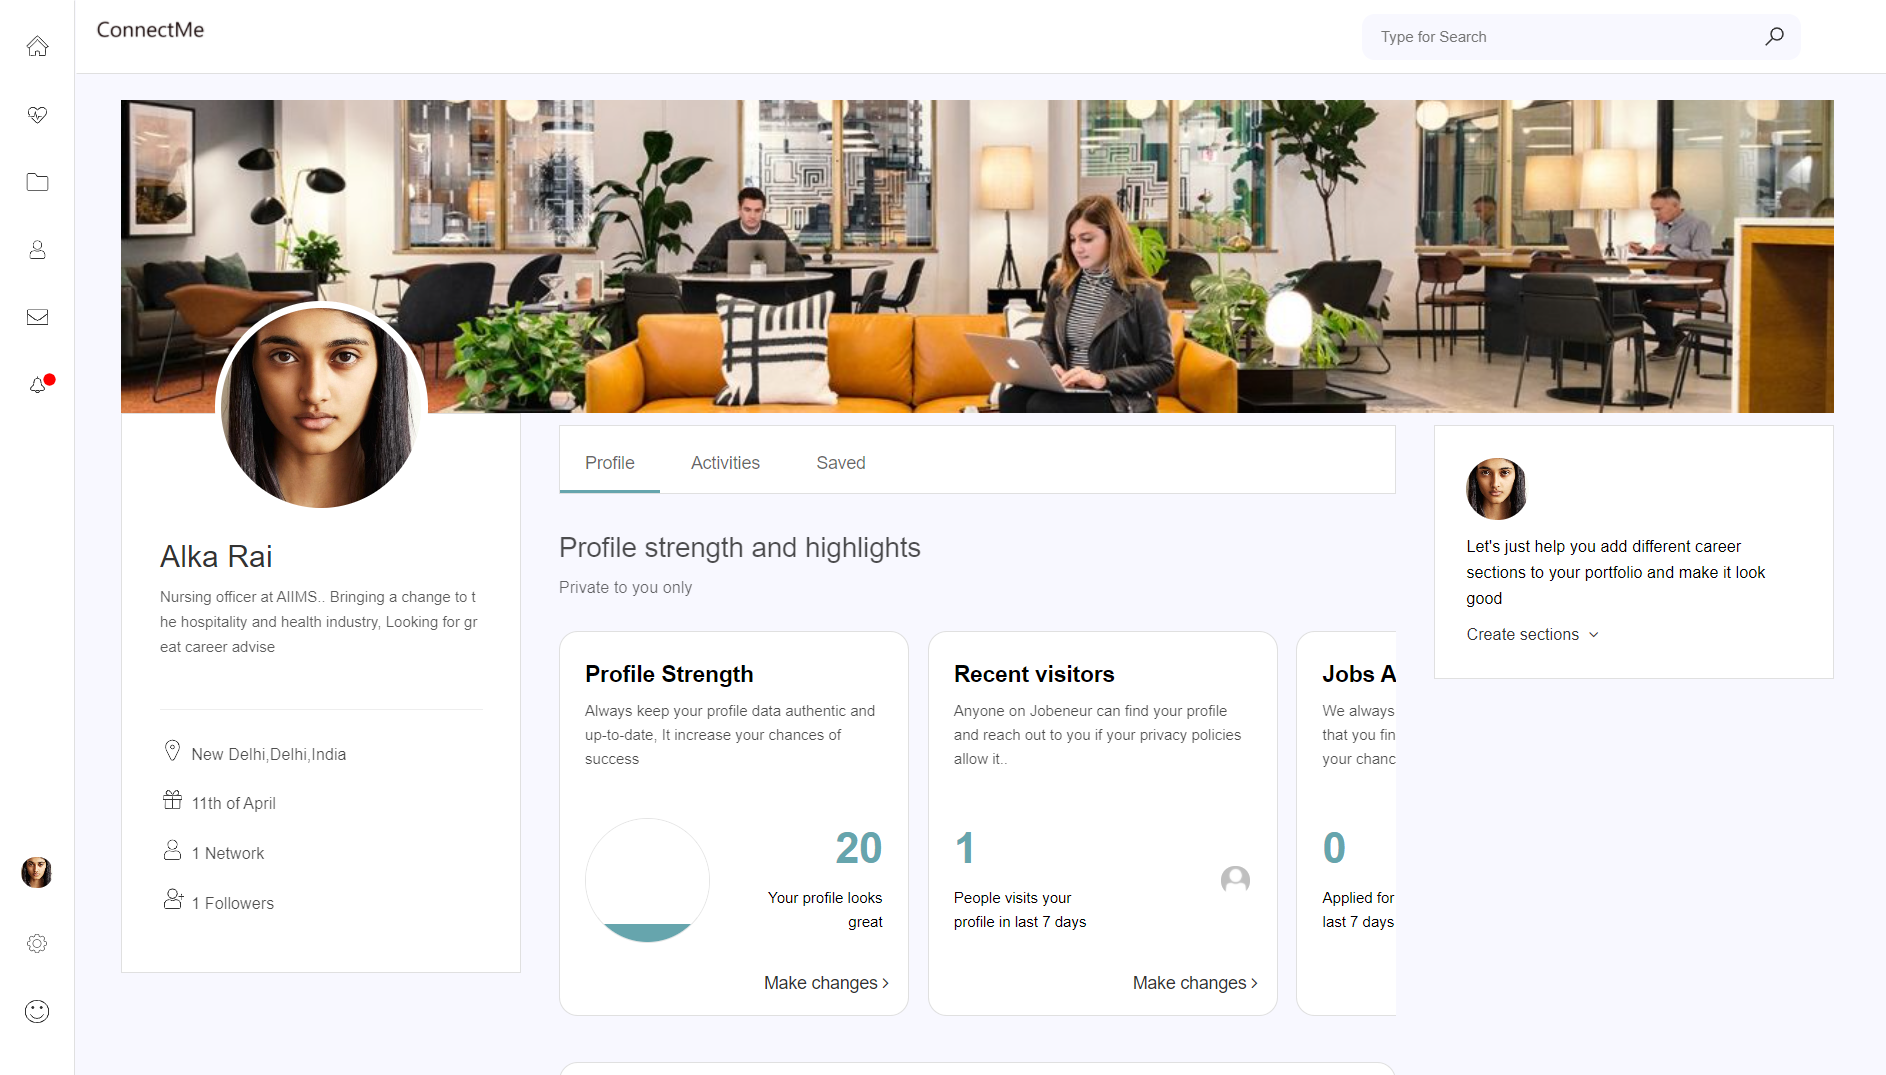 ConnectMe
Type for Search
Alka Rai
Nursing officer at AIIMS.. Bringing a change to t
he hospitality and health industry, Looking for gr
eat career advise
New Delhi,Delhi,India
11th of April
1 Network
1 Followers
Profile
Activities
Saved
Profile strength and highlights
Private to you only
Profile Strength
Always keep your profile data authentic and
up-to-date, It increase your chances of
success
20
Your profile looks
great
Make changes
Recent visitors
Anyone on Jobeneur can find your profile
and reach out to you if your privacy policies
allow it..
1
People visits your
profile in last 7 days
Make changes
Jobs A
We always
that you fin
your chanc
0
Applied for
last 7 days
Let's just help you add different career
sections to your portfolio and make it look
good
Create sections